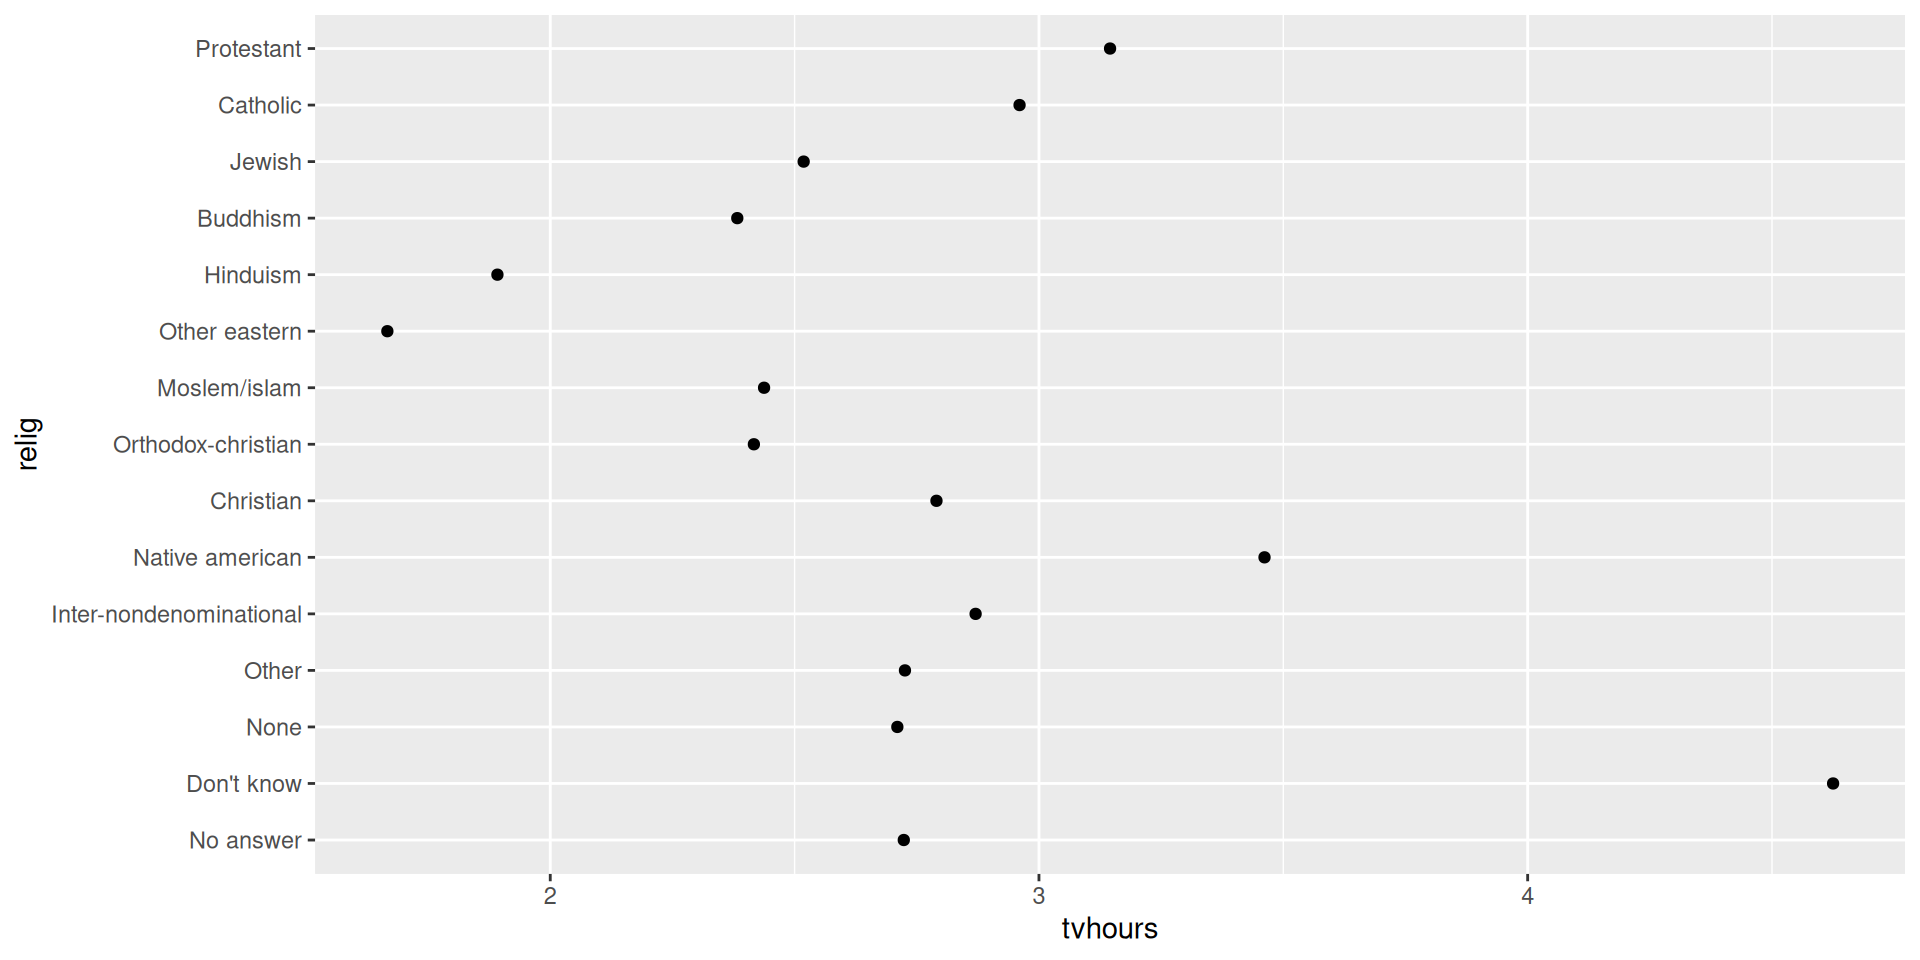 Protestant
Catholic
Jewish
Buddhism
Hinduism
Other eastern
Moslem/islam
Orthodox-christian
Christian
Native american
Inter-nondenominational
Other
None
Don't know
No answer
relig
2 3 4
tvhours